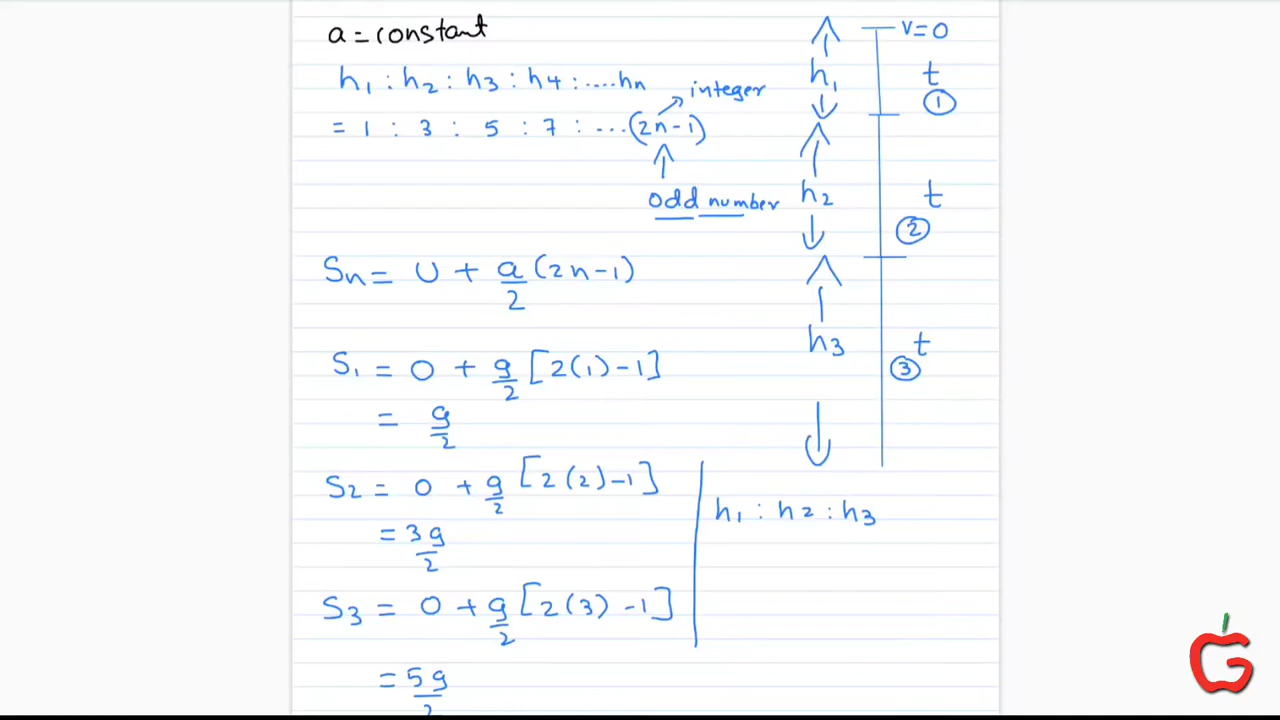 a = constant
h1 : h2 : h3 : h4 : ....hn
= 1 : 3 : 5 : 7 : ...(2n-1)
integer
odd number
Sn = U + a/2 (2n-1)
S1 = 0 + g/2 [2(1)-1]
= g/2
S2 = 0 + g/2 [2(2)-1]
= 3g/2
S3 = 0 + g/2 [2(3)-1]
= 5g/2
v=0
h1 t
1
h2 t
2
h3 t
3
h1 : h2 : h3
G